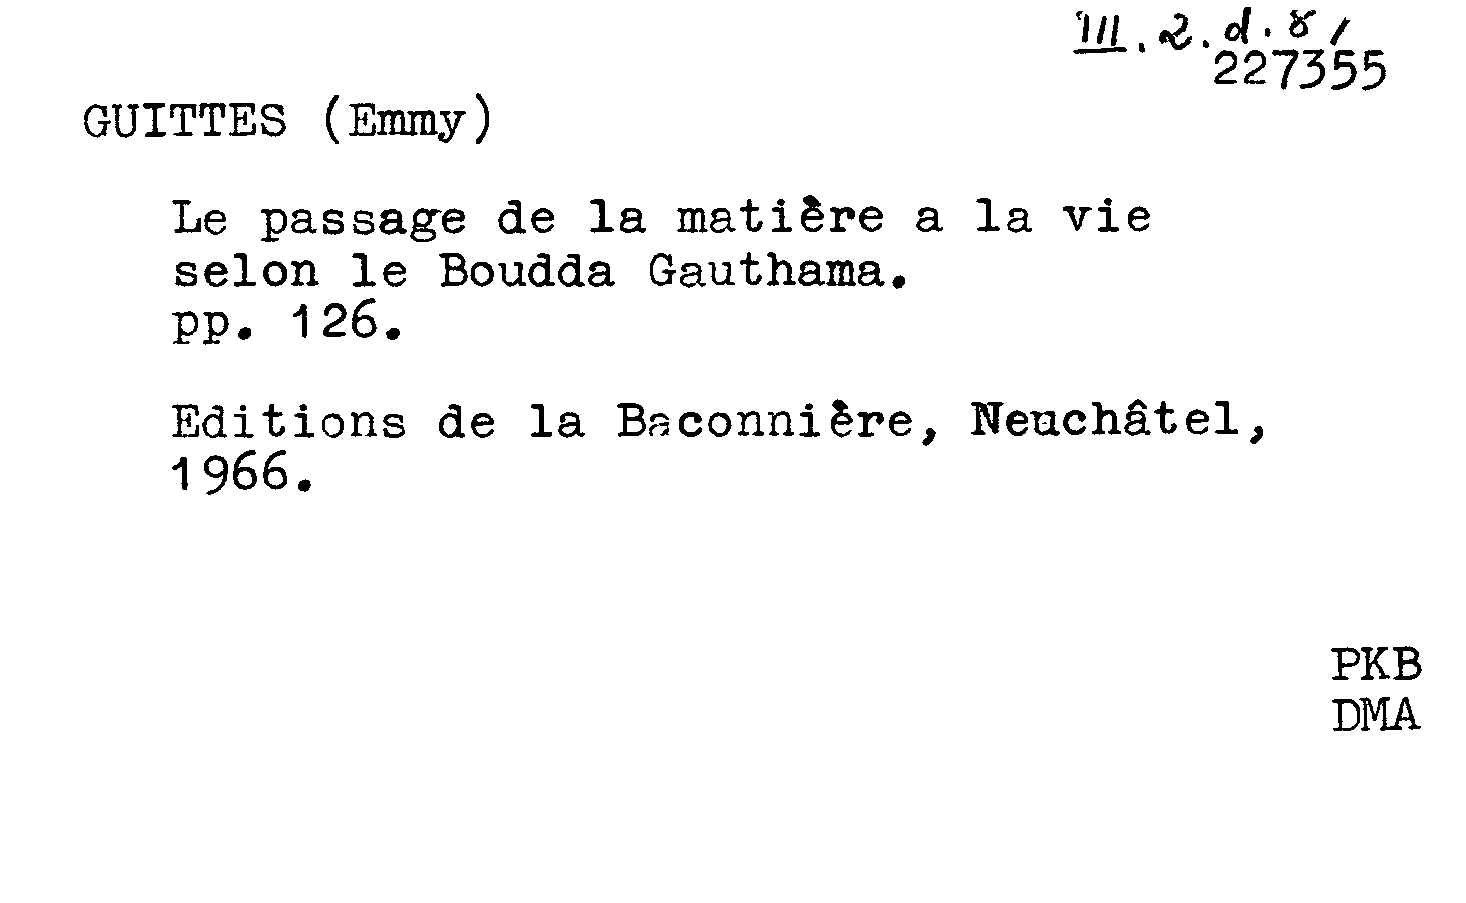 III.2.d.8/
227355
GUITTES (Emmy)
Le passage de la matière a la vie
selon le Boudda Gauthama.
pp. 126.
Editions de la Baconnière, Neuchâtel,
1966.
PKB
DMA